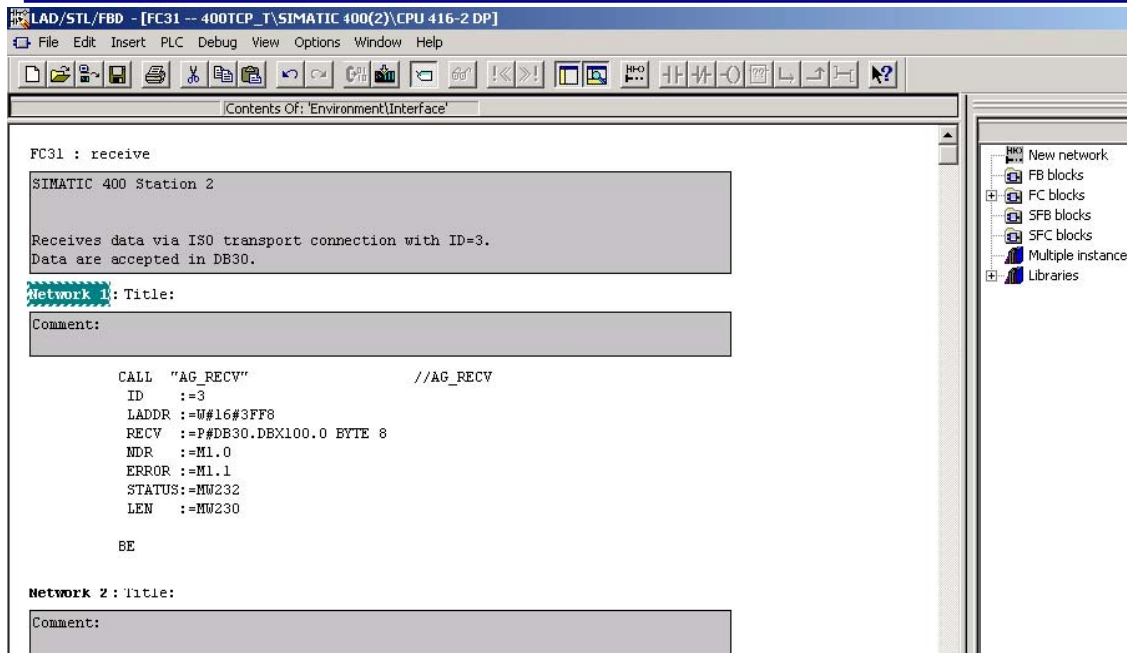 LAD/STL/FBD - [FC31 -- 400TCP_T\SIMATIC 400(2)\CPU 416-2 DP]
File Edit Insert PLC Debug View Options Window Help
Contents Of: 'Environment\Interface'
FC31 : receive
SIMATIC 400 Station 2
Receives data via ISO transport connection with ID=3.
Data are accepted in DB30.
Network 1: Title:
Comment:
CALL "AG_RECV" //AG_RECV
ID :=3
LADDR :=W#16#3FF8
RECV :=P#DB30.DBX100.0 BYTE 8
NDR :=M1.0
ERROR :=M1.1
STATUS:=MW232
LEN :=MW230
BE
Network 2 : Title:
Comment:
New network
FB blocks
FC blocks
SFB blocks
SFC blocks
Multiple instance
Libraries